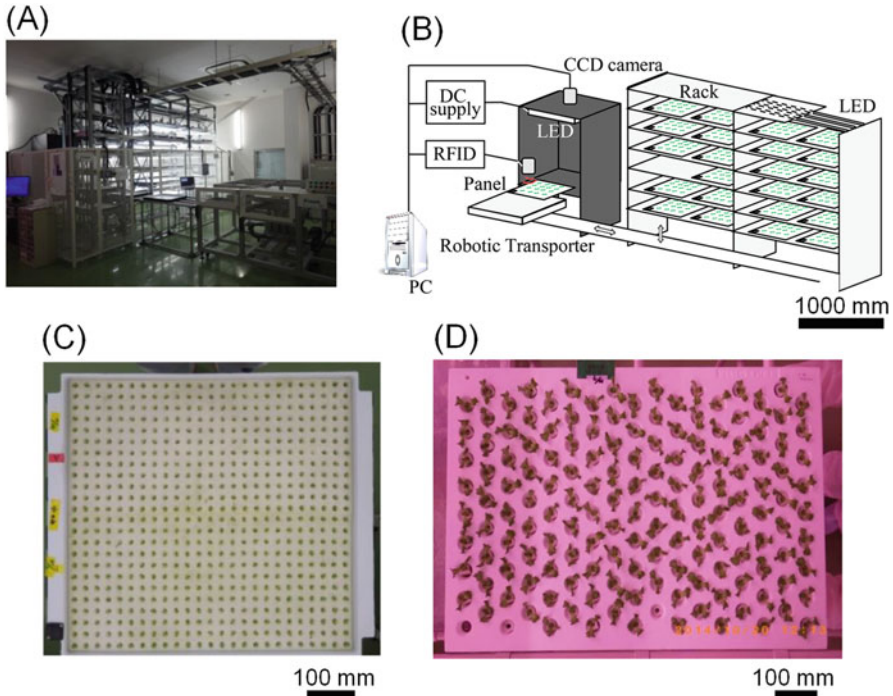 (A)
(B)
CCD camera
DC
supply
LED
RFID
Panel
Robotic Transporter
PC
Rack
LED
1000 mm
(C)
(D)
100 mm
100 mm